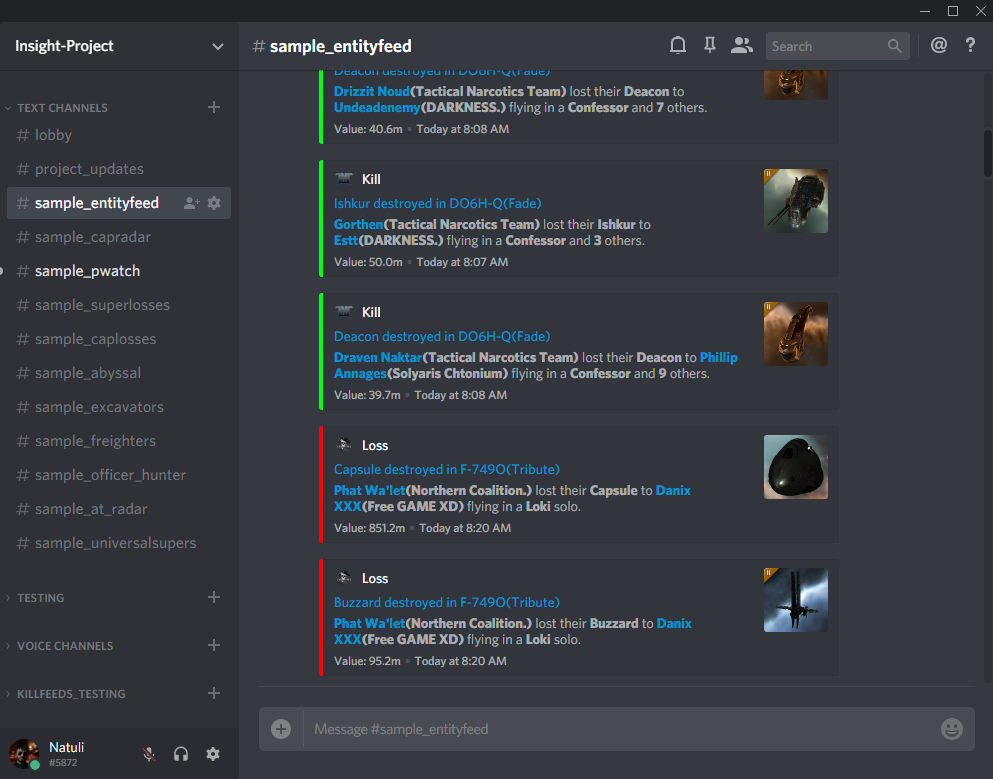 Insight-Project
# sample_entityfeed
Search
@
?
TEXT CHANNELS
# lobby
# project_updates
# sample_entityfeed
# sample_capradar
# sample_pwatch
# sample_superlosses
# sample_caplosses
# sample_abyssal
# sample_excavators
# sample_freighters
# sample_officer_hunter
# sample_at_radar
# sample_universalsupers
TESTING
VOICE CHANNELS
KILLFEEDS_TESTING
Natuli
#5872
Deacon destroyed in DO6H-Q(Fade)
Drizzit Noud(Tactical Narcotics Team) lost their Deacon to
Undeadenemy(DARKNESS.) flying in a Confessor and 7 others.
Value: 40.6m • Today at 8:08 AM
Kill
Ishkur destroyed in DO6H-Q(Fade)
Gorthen(Tactical Narcotics Team) lost their Ishkur to
Estt(DARKNESS.) flying in a Confessor and 3 others.
Value: 50.0m • Today at 8:07 AM
II
Kill
Deacon destroyed in DO6H-Q(Fade)
Draven Naktar(Tactical Narcotics Team) lost their Deacon to Phillip
Annages(Solyaris Chtonium) flying in a Confessor and 9 others.
Value: 39.7m • Today at 8:08 AM
II
Loss
Capsule destroyed in F-749O(Tribute)
Phat Wa'let(Northern Coalition.) lost their Capsule to Danix
XXX(Free GAME XD) flying in a Loki solo.
Value: 851.2m • Today at 8:20 AM
Loss
Buzzard destroyed in F-749O(Tribute)
Phat Wa'let(Northern Coalition.) lost their Buzzard to Danix
XXX(Free GAME XD) flying in a Loki solo.
Value: 95.2m • Today at 8:20 AM
II
Message #sample_entityfeed